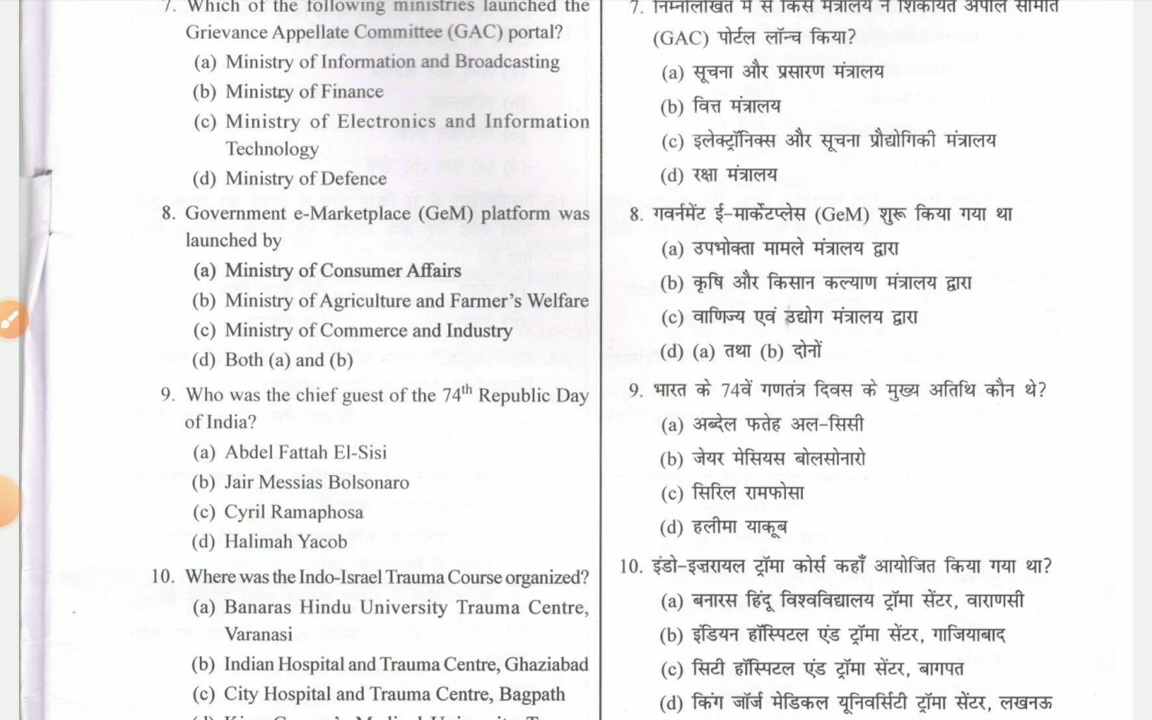 7. Which of the following ministries launched the
Grievance Appellate Committee (GAC) portal?
(a) Ministry of Information and Broadcasting
(b) Ministry of Finance
(c) Ministry of Electronics and Information
Technology
(d) Ministry of Defence
8. Government e-Marketplace (GeM) platform was
launched by
(a) Ministry of Consumer Affairs
(b) Ministry of Agriculture and Farmer's Welfare
(c) Ministry of Commerce and Industry
(d) Both (a) and (b)
9. Who was the chief guest of the 74th Republic Day
of India?
(a) Abdel Fattah El-Sisi
(b) Jair Messias Bolsonaro
(c) Cyril Ramaphosa
(d) Halimah Yacob
10. Where was the Indo-Israel Trauma Course organized?
(a) Banaras Hindu University Trauma Centre,
Varanasi
(b) Indian Hospital and Trauma Centre, Ghaziabad
(c) City Hospital and Trauma Centre, Bagpath
7. निम्नलिखित में से किस मंत्रालय ने शिकायत अपील समिति
(GAC) पोर्टल लॉन्च किया?
(a) सूचना और प्रसारण मंत्रालय
(b) वित्त मंत्रालय
(c) इलेक्ट्रॉनिक्स और सूचना प्रौद्योगिकी मंत्रालय
(d) रक्षा मंत्रालय
8. गवर्नमेंट ई-मार्केटप्लेस (GeM) शुरू किया गया था
(a) उपभोक्ता मामले मंत्रालय द्वारा
(b) कृषि और किसान कल्याण मंत्रालय द्वारा
(c) वाणिज्य एवं उद्योग मंत्रालय द्वारा
(d) (a) तथा (b) दोनों
9. भारत के 74वें गणतंत्र दिवस के मुख्य अतिथि कौन थे?
(a) अब्देल फतेह अल-सिसी
(b) जेयर मेसियस बोलसोनारो
(c) सिरिल रामफोसा
(d) हलीमा याकूब
10. इंडो-इज़रायल ट्रॉमा कोर्स कहाँ आयोजित किया गया था?
(a) बनारस हिंदू विश्वविद्यालय ट्रॉमा सेंटर, वाराणसी
(b) इंडियन हॉस्पिटल एंड ट्रॉमा सेंटर, गाजियाबाद
(c) सिटी हॉस्पिटल एंड ट्रॉमा सेंटर, बागपत
(d) किंग जॉर्ज मेडिकल यूनिवर्सिटी ट्रॉमा सेंटर, लखनऊ